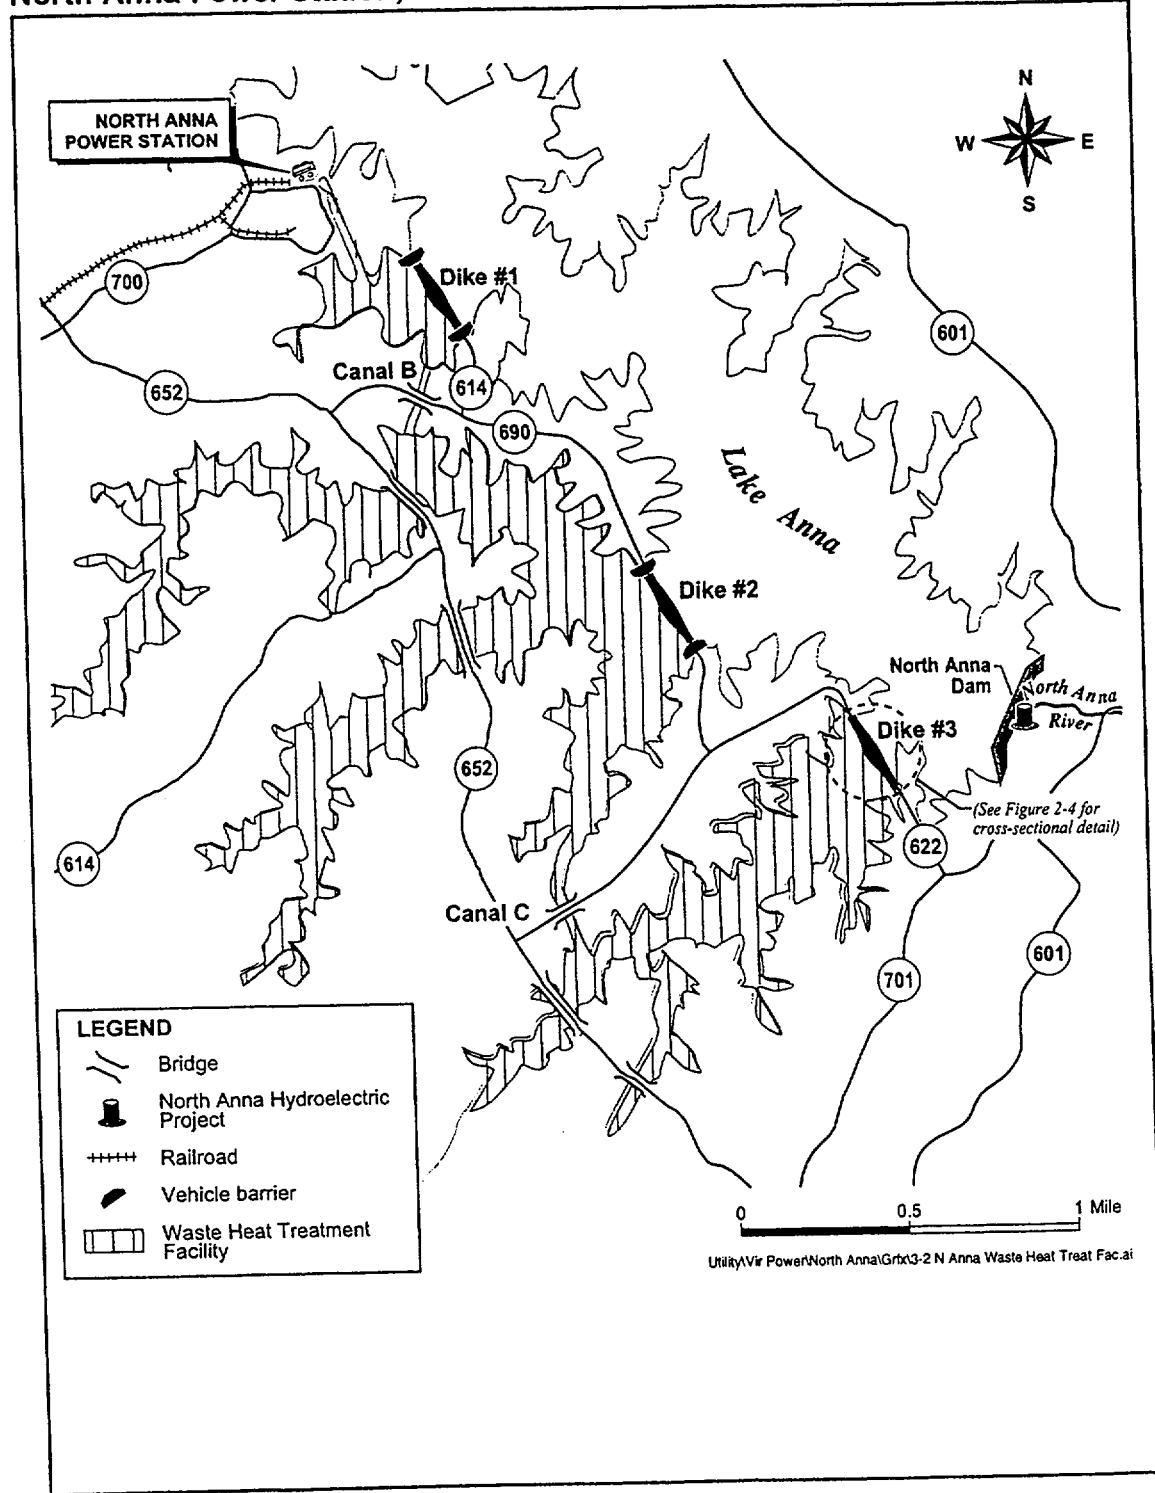 North Anna Power Station
N
W E
S
NORTH ANNA
POWER STATION
Dike #1
700
601
Canal B
652
614
690
Lake Anna
Dike #2
North Anna
Dam
North Anna
River
Dike #3
652
(See Figure 2-4 for
cross-sectional detail)
622
614
Canal C
601
701
LEGEND
Bridge
North Anna Hydroelectric
Project
Railroad
Vehicle barrier
Waste Heat Treatment
Facility
0 0.5 1 Mile
Utility\Vir Power\North Anna\Grfx\3-2 N Anna Waste Heat Treat Fac.ai